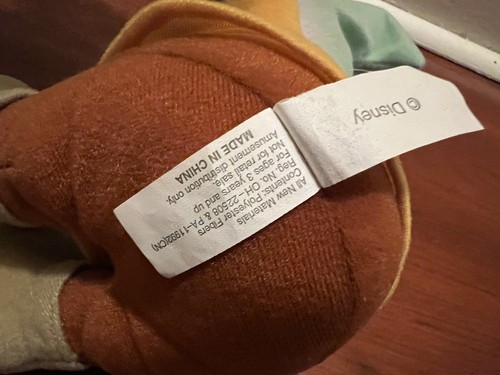 © Disney
All New Materials
Contents: Polyester Fibers
Reg. No. OH-22508 & PA-11992(CN)
For ages 3 years and up
Not for retail sale.
Amusement distribution only.
MADE IN CHINA